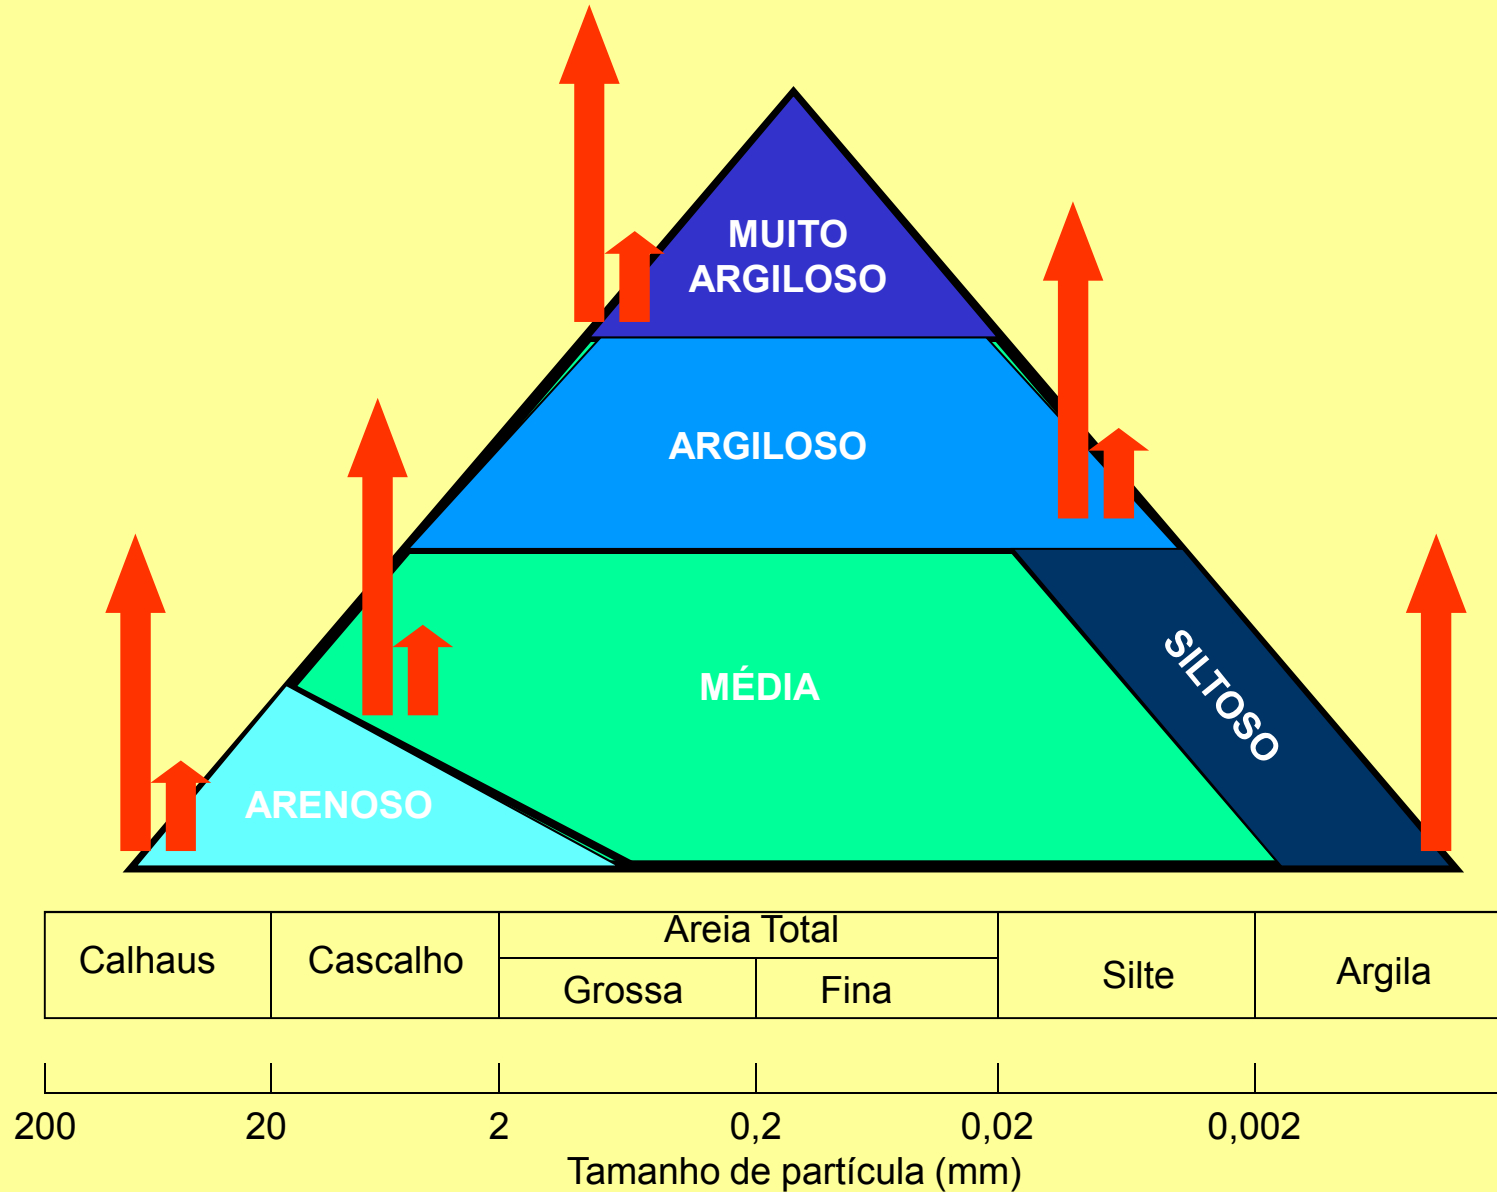 MUITO
ARGILOSO
ARGILOSO
MÉDIA
SILTOSO
ARENOSO
Calhaus
Cascalho
Areia Total
Grossa
Fina
Silte
Argila
200
20
2
0,2
0,02
0,002
Tamanho de partícula (mm)